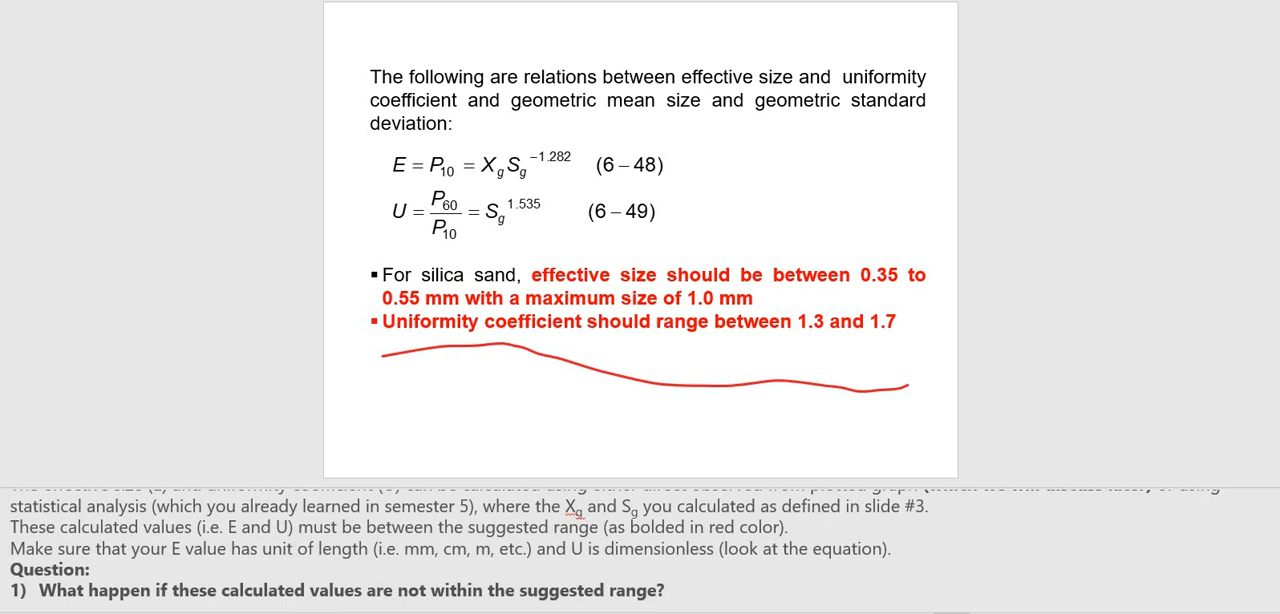 The following are relations between effective size and uniformity
coefficient and geometric mean size and geometric standard
deviation:
E = P₁₀ = X_g S_g^−1.282 (6 – 48)
U = P₆₀/P₁₀ = S_g^1.535 (6 – 49)
▪ For silica sand, effective size should be between 0.35 to
0.55 mm with a maximum size of 1.0 mm
▪ Uniformity coefficient should range between 1.3 and 1.7
statistical analysis (which you already learned in semester 5), where the X_g and S_g you calculated as defined in slide #3.
These calculated values (i.e. E and U) must be between the suggested range (as bolded in red color).
Make sure that your E value has unit of length (i.e. mm, cm, m, etc.) and U is dimensionless (look at the equation).
Question:
1) What happen if these calculated values are not within the suggested range?